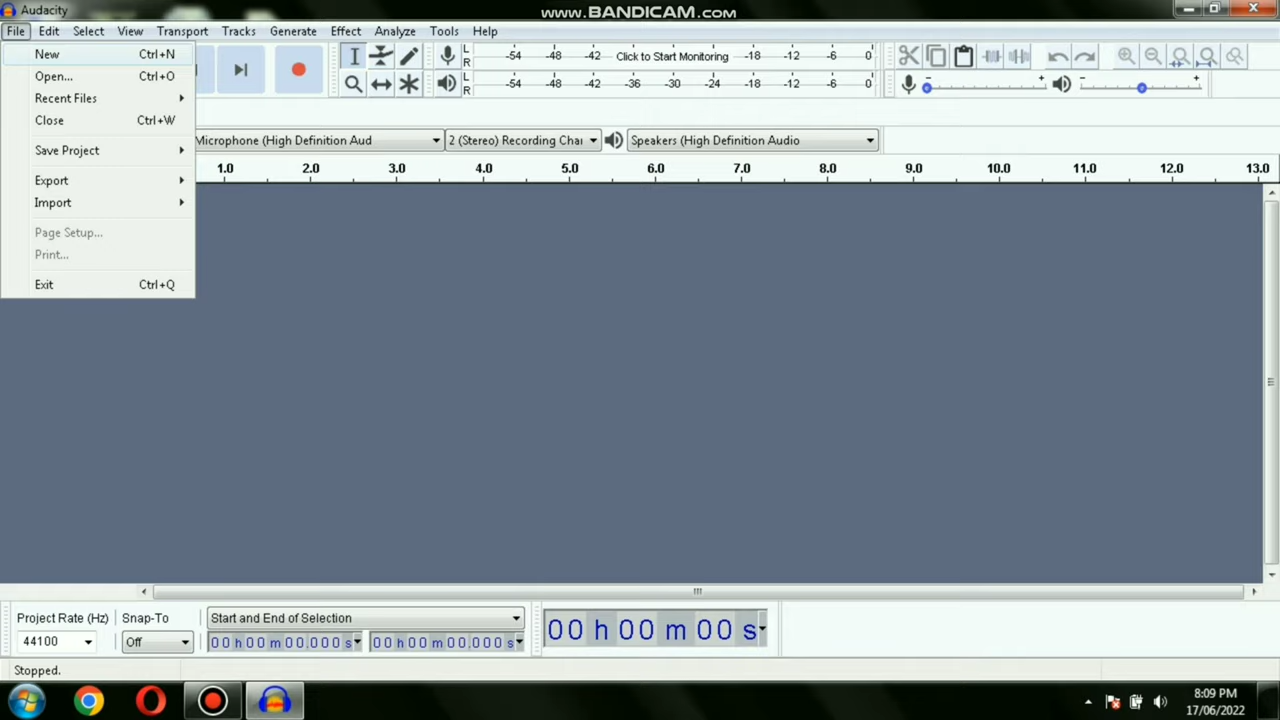 Audacity
www.BANDICAM.com
File Edit Select View Transport Tracks Generate Effect Analyze Tools Help
New Ctrl+N
Open... Ctrl+O
Recent Files
Close Ctrl+W
Save Project
Export
Import
Page Setup...
Print...
Exit Ctrl+Q
L
R
-54 -48 -42 Click to Start Monitoring -18 -12 -6 0
L
R
-54 -48 -42 -36 -30 -24 -18 -12 -6 0
- +
- +
Microphone (High Definition Aud
2 (Stereo) Recording Chai
Speakers (High Definition Audio
1.0 2.0 3.0 4.0 5.0 6.0 7.0 8.0 9.0 10.0 11.0 12.0 13.0
Project Rate (Hz) Snap-To
Start and End of Selection
44100 Off
00 h 00 m 00.000 s 00 h 00 m 00.000 s
00 h 00 m 00 s
Stopped.
8:09 PM
17/06/2022